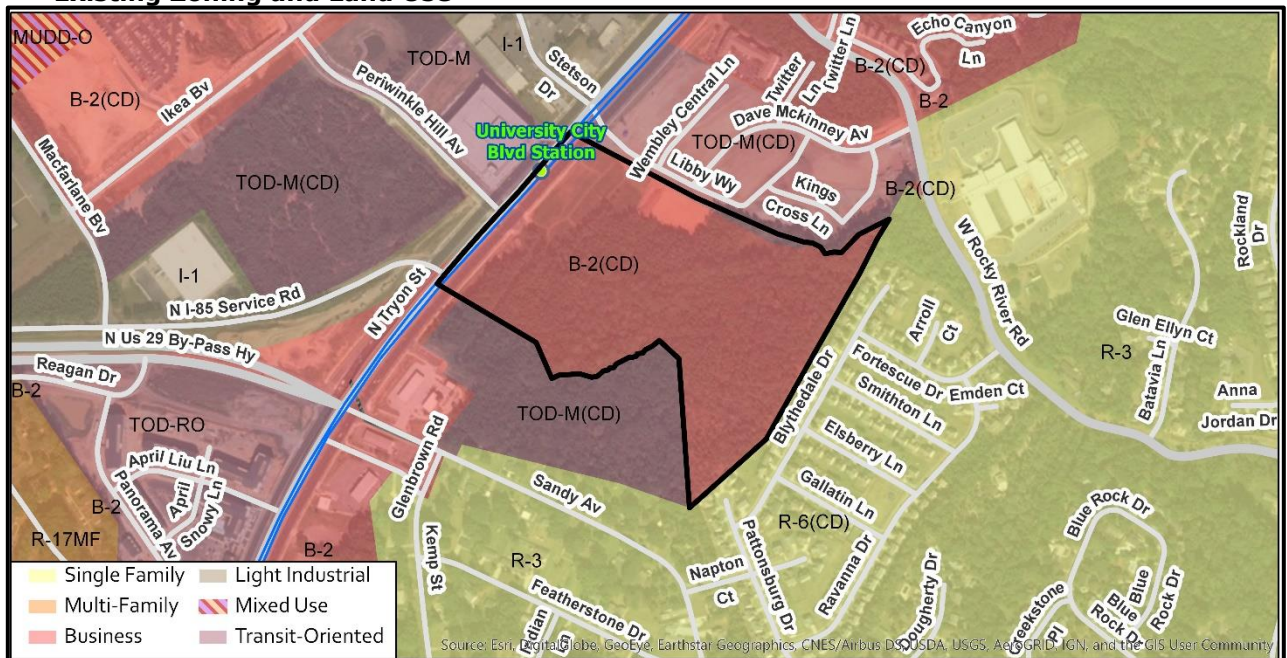 Existing Zoning and Land Use
MUDD-O
B-2(CD)
Ikea Bv
Macfarlane Bv
TOD-M
Periwinkle Hill Av
I-1
Stetson
Dr
University City
Blvd Station
TOD-M(CD)
I-1
N I-85 Service Rd
N Us 29 By-Pass Hy
N Tryon St
Reagan Dr
B-2
TOD-RO
April Liu Ln
April
Snowy Ln
Panorama Av
B-2
R-17MF
B-2
Wembley Central Ln
Twitter
Ln
Twitter Ln
B-2(CD)
Echo Canyon
Ln
B-2
Dave Mckinney Av
TOD-M(CD)
Libby Wy
Kings
Cross Ln
B-2(CD)
W Rocky River Rd
Rockland
Dr
B-2(CD)
Glen Ellyn Ct
R-3
Batavia Ln
Anna
Jordan Dr
Arroll
Ct
Fortescue Dr
Emden Ct
Blythedale Dr
Smithton Ln
Elsberry Ln
Gallatin Ln
R-6(CD)
TOD-M(CD)
Glenbrown Rd
Sandy Av
Kemp St
R-3
Featherstone Dr
Indian
Ln
Napton
Ct
Pattonsburg Dr
Ravanna Dr
Dougherty Dr
Creekstone
Pl
Blue Rock Dr
Blue
Rock Dr
Blue
Rock Dr
Single Family
Multi-Family
Business
Light Industrial
Mixed Use
Transit-Oriented
Source: Esri, DigitalGlobe, GeoEye, Earthstar Geographics, CNES/Airbus DS, USDA, USGS, AeroGRID, IGN, and the GIS User Community